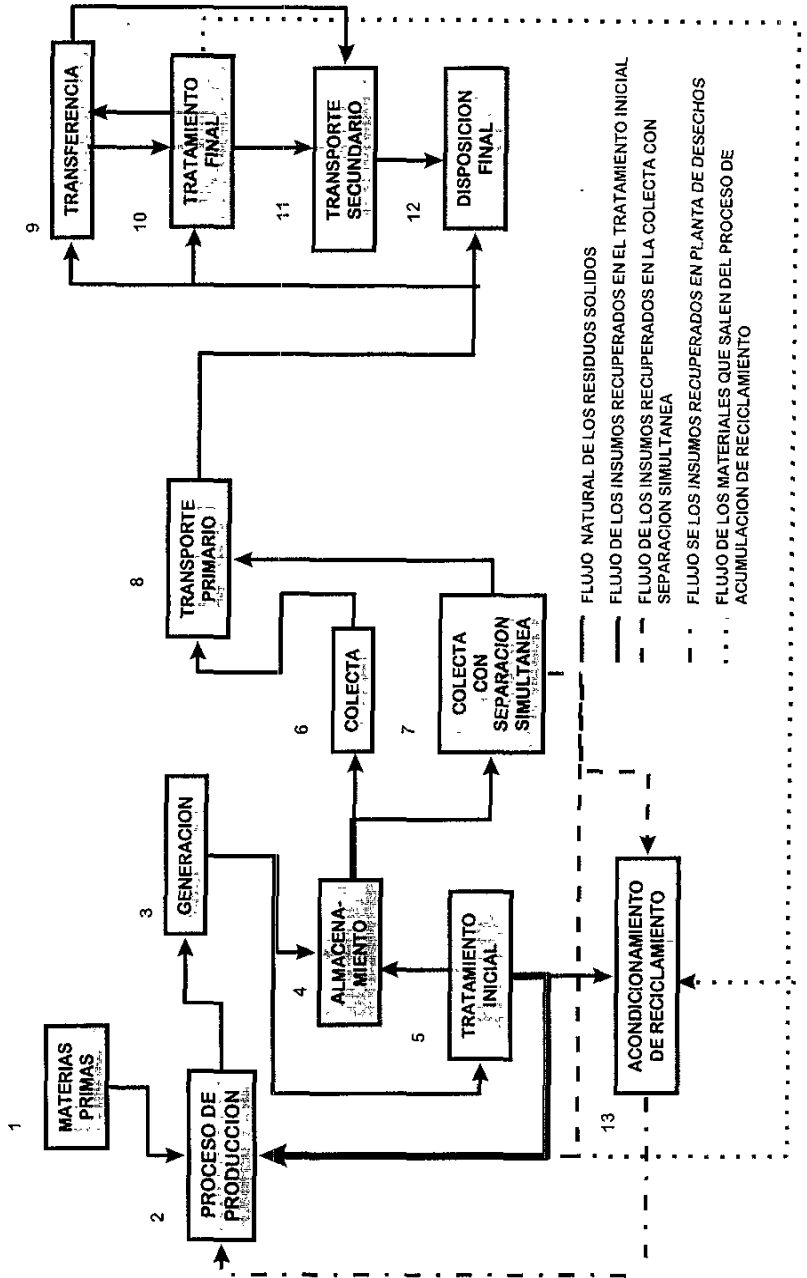 1
MATERIAS
PRIMAS
2
PROCESO DE
PRODUCCION
3
GENERACION
4
ALMACENA-
MIENTO
5
TRATAMIENTO
INICIAL
6
COLECTA
7
COLECTA
CON
SEPARACION
SIMULTANEA
8
TRANSPORTE
PRIMARIO
9
TRANSFERENCIA
10
TRATAMIENTO
FINAL
11
TRANSPORTE
SECUNDARIO
12
DISPOSICION
FINAL
13
ACONDICIONAMIENTO
DE RECICLAMIENTO
FLUJO NATURAL DE LOS RESIDUOS SOLIDOS
FLUJO DE LOS INSUMOS RECUPERADOS EN EL TRATAMIENTO INICIAL
FLUJO DE LOS INSUMOS RECUPERADOS EN LA COLECTA CON
SEPARACION SIMULTANEA
FLUJO SE LOS INSUMOS RECUPERADOS EN PLANTA DE DESECHOS
FLUJO DE LOS MATERIALES QUE SALEN DEL PROCESO DE
ACUMULACION DE RECICLAMIENTO